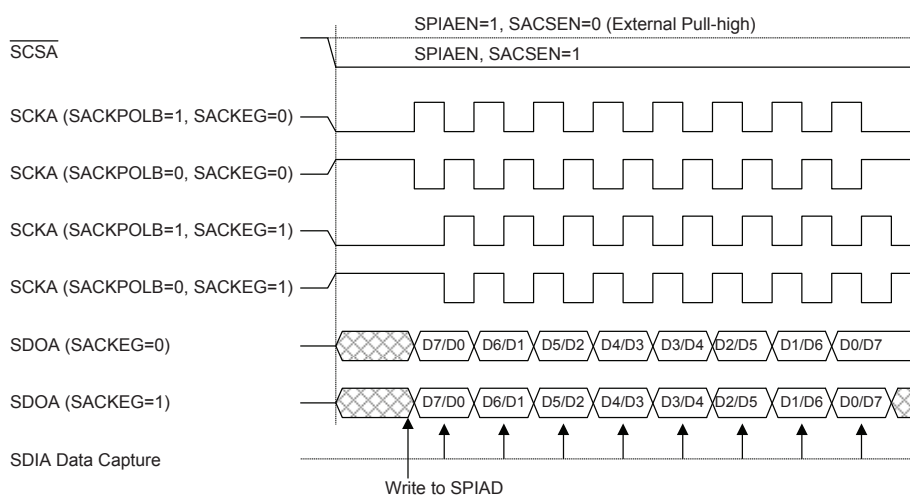 SPIAEN=1, SACSEN=0 (External Pull-high)
SCSA
SPIAEN, SACSEN=1
SCKA (SACKPOLB=1, SACKEG=0)
SCKA (SACKPOLB=0, SACKEG=0)
SCKA (SACKPOLB=1, SACKEG=1)
SCKA (SACKPOLB=0, SACKEG=1)
SDOA (SACKEG=0) D7/D0 D6/D1 D5/D2 D4/D3 D3/D4 D2/D5 D1/D6 D0/D7
SDOA (SACKEG=1) D7/D0 D6/D1 D5/D2 D4/D3 D3/D4 D2/D5 D1/D6 D0/D7
SDIA Data Capture
Write to SPIAD